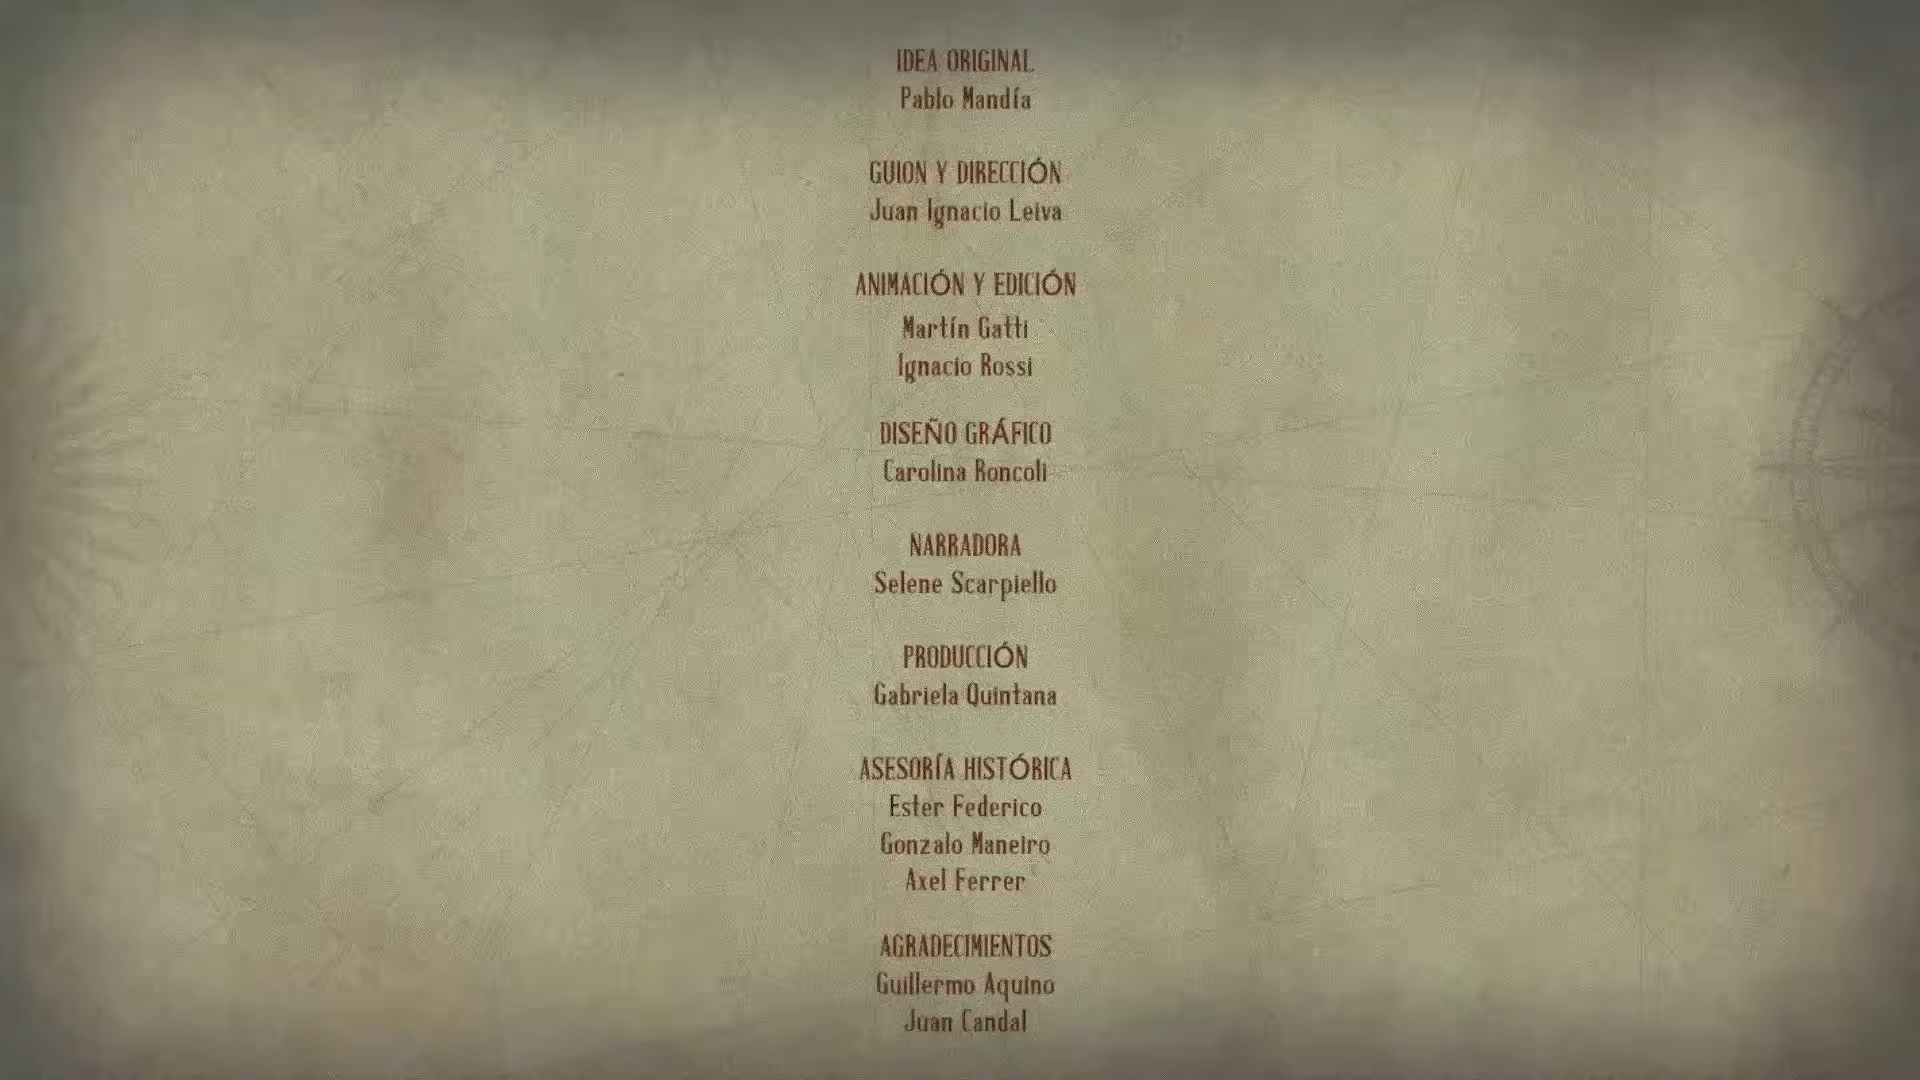 IDEA ORIGINAL
Pablo Mandía
GUION Y DIRECCIÓN
Juan Ignacio Leiva
ANIMACIÓN Y EDICIÓN
Martín Gatti
Ignacio Rossi
DISEÑO GRÁFICO
Carolina Roncoli
NARRADORA
Selene Scarpiello
PRODUCCIÓN
Gabriela Quintana
ASESORÍA HISTÓRICA
Ester Federico
Gonzalo Maneiro
Axel Ferrer
AGRADECIMIENTOS
Guillermo Aquino
Juan Candal